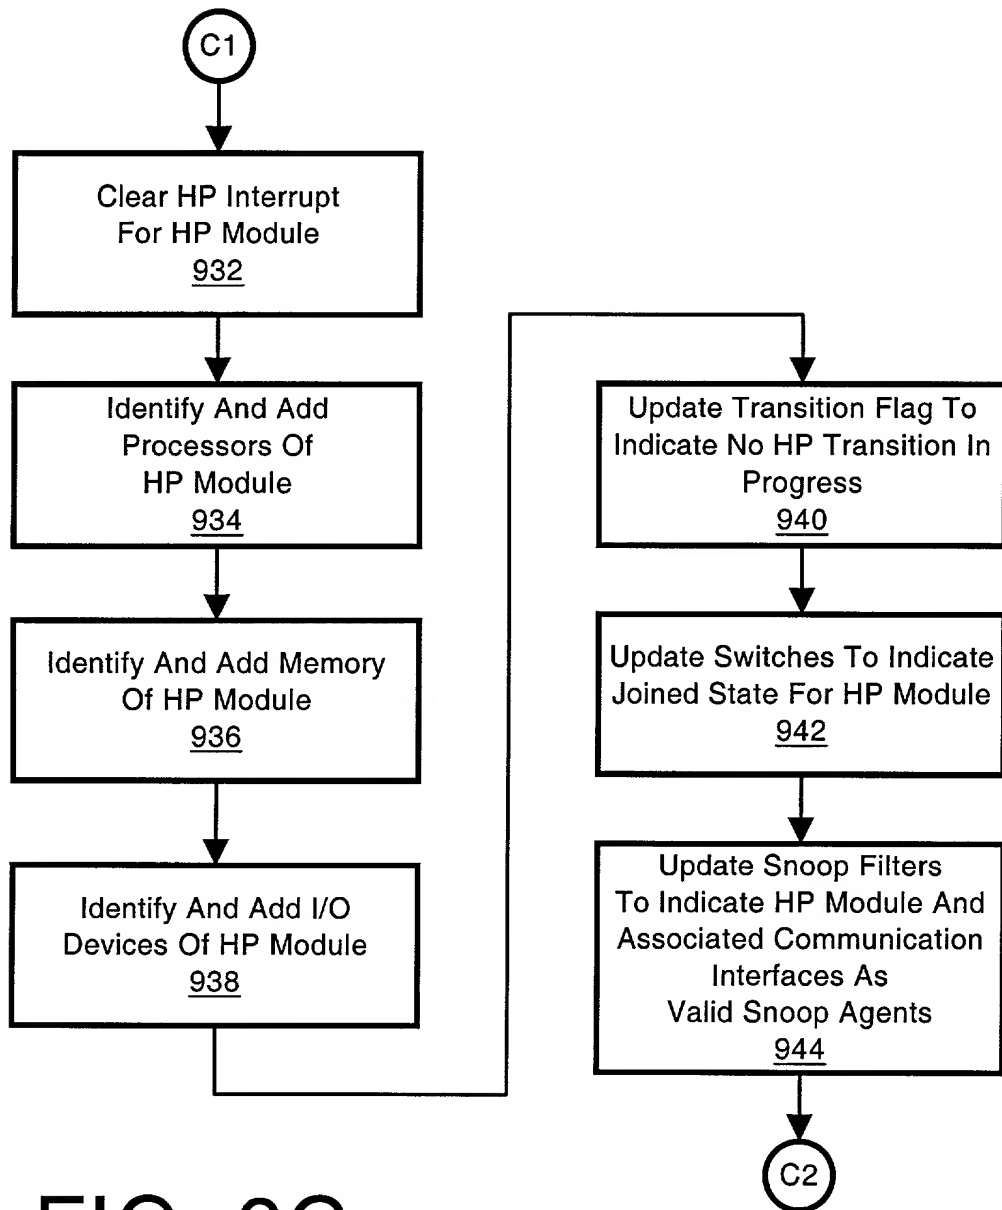 C1
Clear HP Interrupt
For HP Module
932
Identify And Add
Processors Of
HP Module
934
Identify And Add Memory
Of HP Module
936
Identify And Add I/O
Devices Of HP Module
938
Update Transition Flag To
Indicate No HP Transition In
Progress
940
Update Switches To Indicate
Joined State For HP Module
942
Update Snoop Filters
To Indicate HP Module And
Associated Communication
Interfaces As
Valid Snoop Agents
944
C2